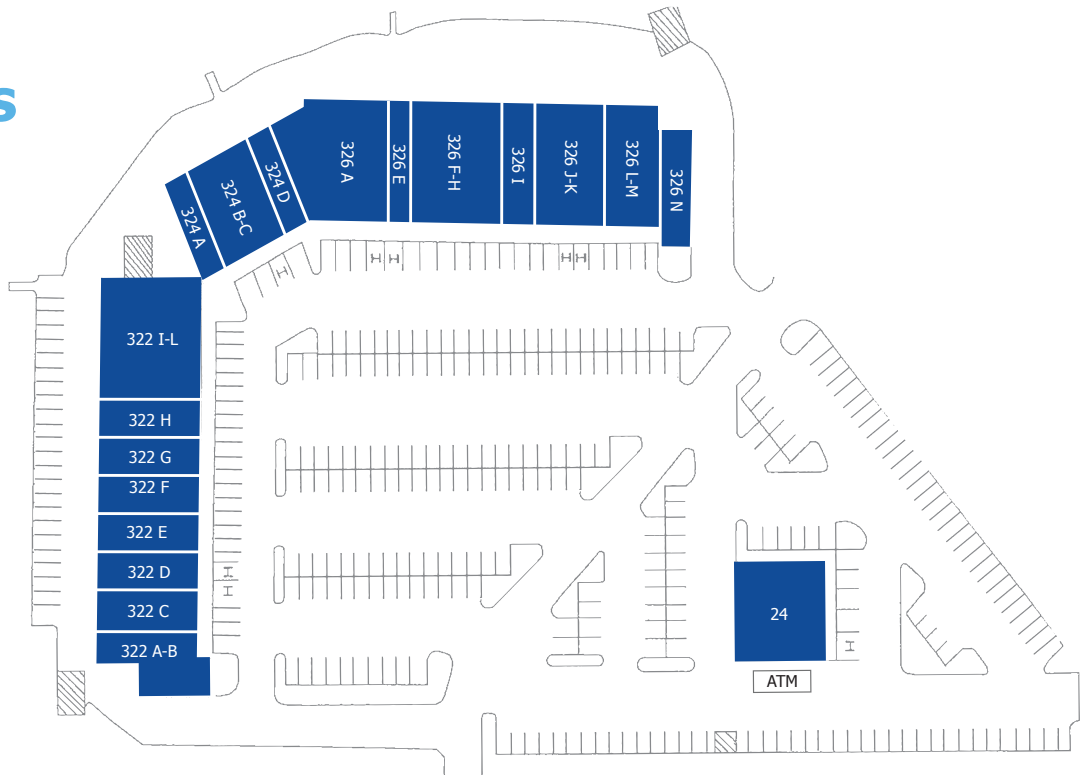 s
326 A
326 E
326 F-H
326 I
326 J-K
326 L-M
326 N
324 D
324 B-C
324 A
H
H H
H H
322 I-L
322 H
322 G
322 F
322 E
322 D
322 C
322 A-B
H
H
24
H
ATM